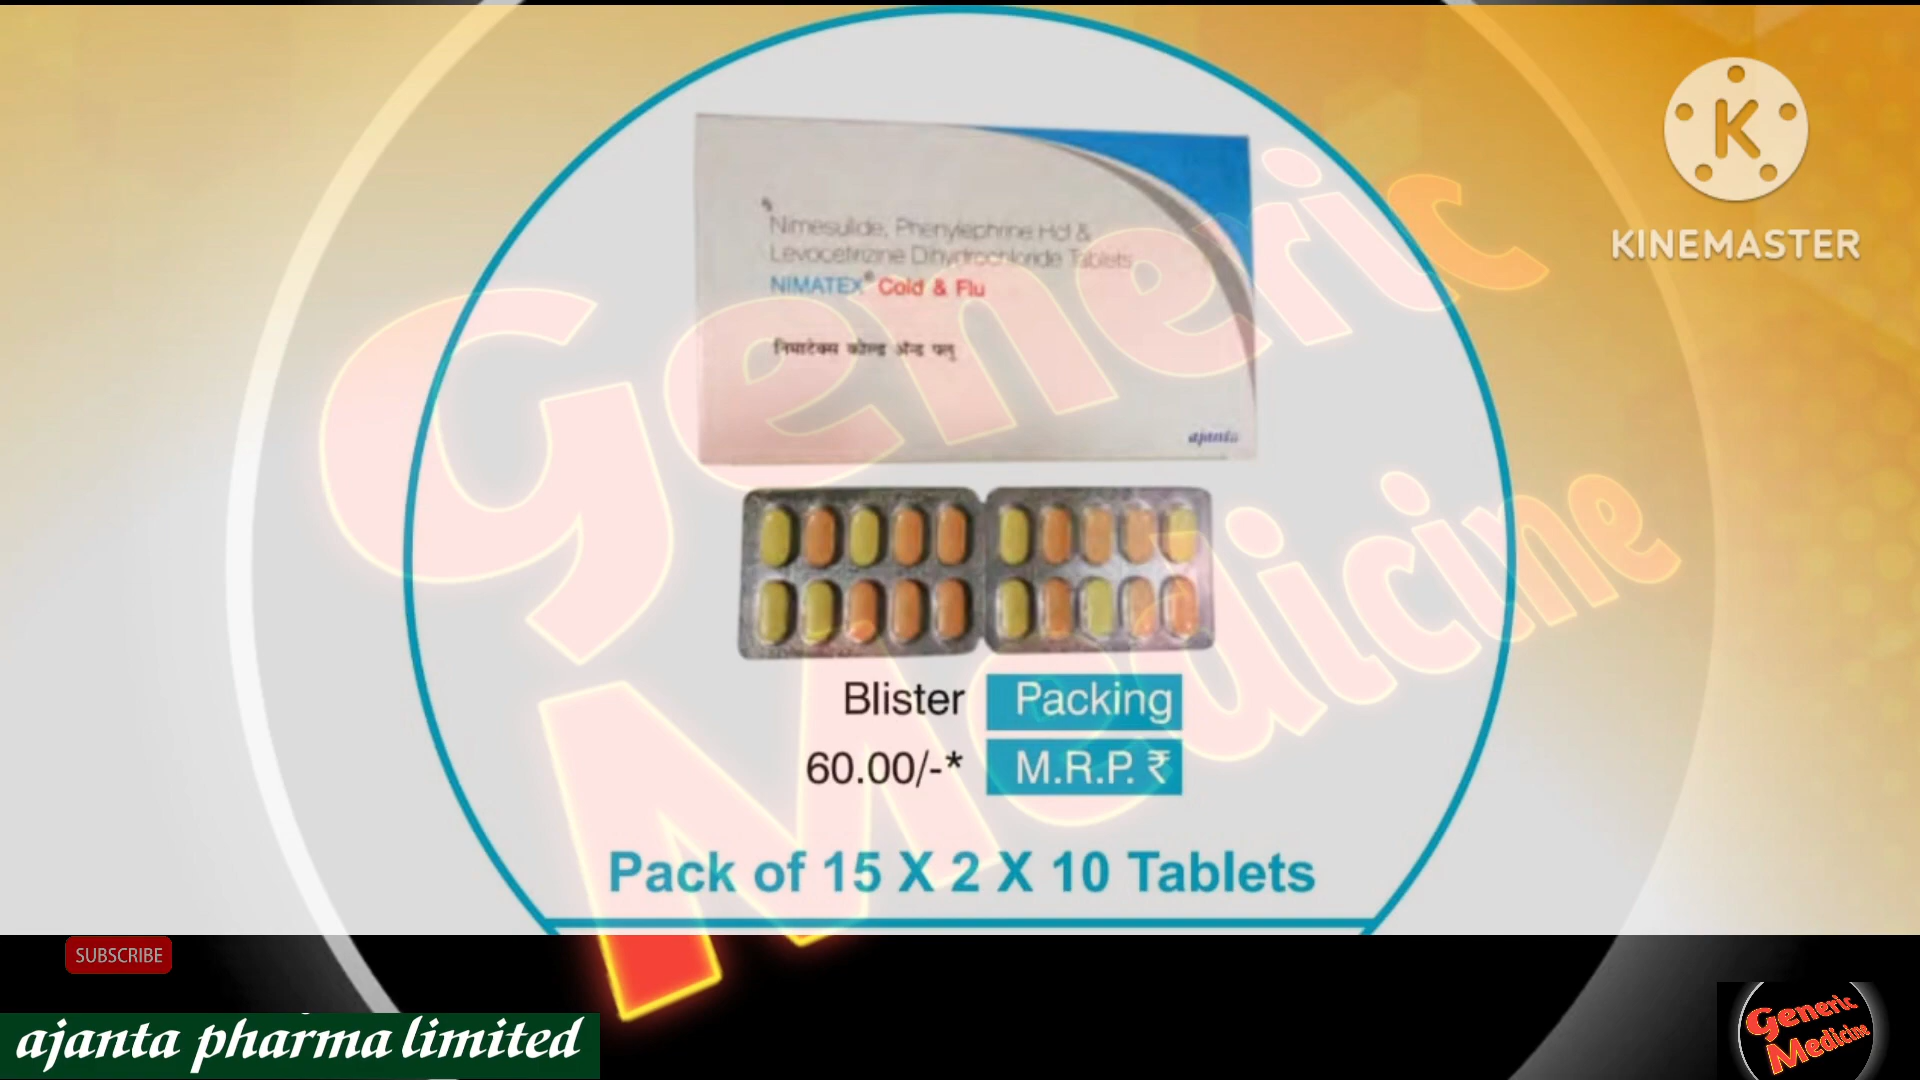 Nimesulide, Phenylephrine Hcl &
Levocetirizine Dihydrochloride Tablets
NIMATEX® Cold & Flu
निमाटेक्स कोल्ड ॲन्ड फ्लु
ajanta
K
KINEMASTER
Generic
Medicine
Blister Packing
60.00/-* M.R.P. ₹
Pack of 15 X 2 X 10 Tablets
SUBSCRIBE
ajanta pharma limited
Generic
Medicine